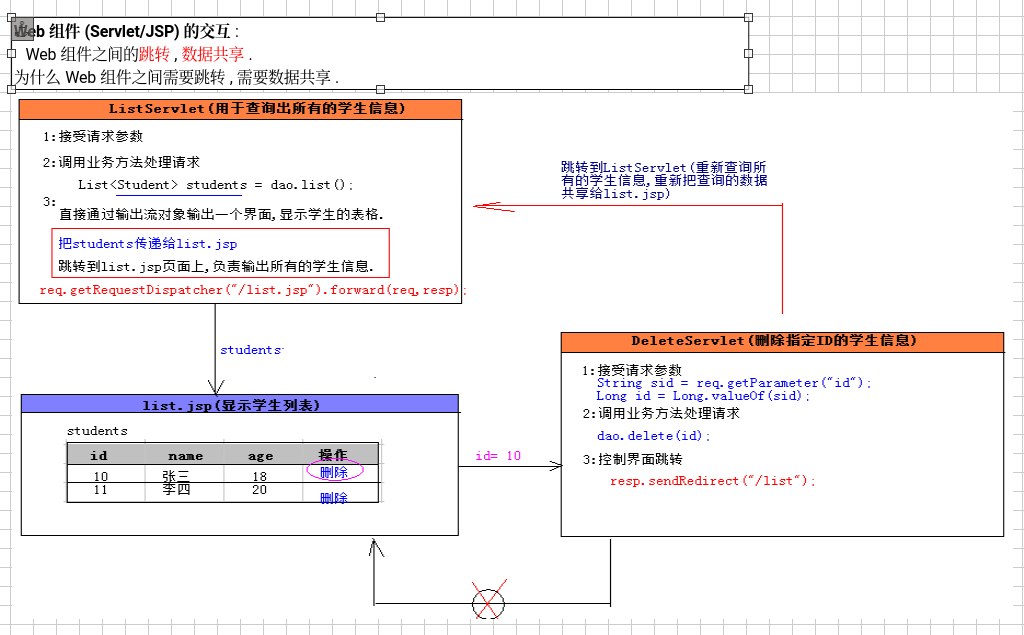 Web 组件 (Servlet/JSP) 的交互 :
Web 组件之间的跳转 , 数据共享 .
为什么 Web 组件之间需要跳转 , 需要数据共享 .
ListServlet(用于查询出所有的学生信息)
1:接受请求参数
2:调用业务方法处理请求
List<Student> students = dao.list();
3:
直接通过输出流对象输出一个界面,显示学生的表格.
把students传递给list.jsp
跳转到list.jsp页面上,负责输出所有的学生信息.
req.getRequestDispatcher("/list.jsp").forward(req,resp);
跳转到ListServlet(重新查询所
有的学生信息,重新把查询的数据
共享给list.jsp)
students
DeleteServlet(删除指定ID的学生信息)
1:接受请求参数
String sid = req.getParameter("id");
Long id = Long.valueOf(sid);
2:调用业务方法处理请求
dao.delete(id);
3:控制界面跳转
resp.sendRedirect("/list");
list.jsp(显示学生列表)
students
id name age 操作
10 张三 18 删除
11 李四 20 删除
id= 10